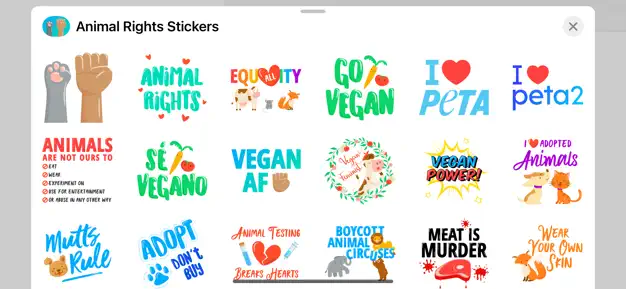 Animal Rights Stickers
ANIMAL
RIGHTS
EQUALITY
ALL
GO
VEGAN
I
PETA
I
peta2
ANIMALS
ARE NOT OURS TO
EAT
WEAR
EXPERIMENT ON
USE FOR ENTERTAINMENT
OR ABUSE IN ANY OTHER WAY
SÉ
VEGANO
VEGAN
AF
Vegan
Feminist
VEGAN
POWER!
I ADOPTED
Animals
Mutts
Rule
ADOPT
DON'T
BUY
ANIMAL TESTING
BREAKS HEARTS
BOYCOTT
ANIMAL
CIRCUSES
MEAT IS
MURDER
WEAR
YOUR OWN
SKIN